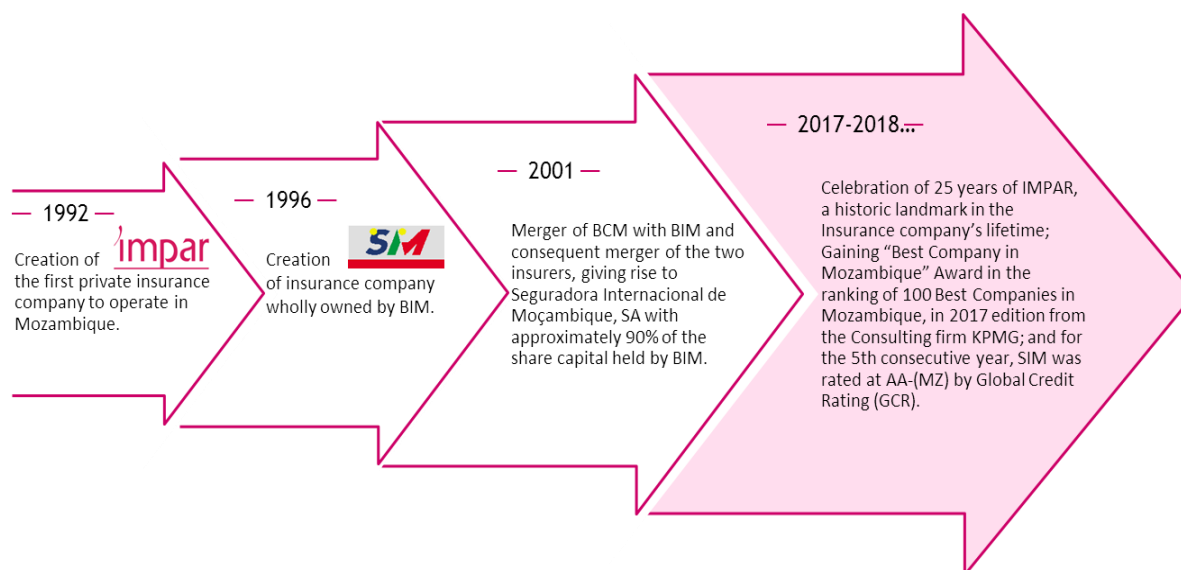 1992
impar
Creation of
the first private insurance
company to operate in
Mozambique.
1996
SIM
Creation
of insurance company
wholly owned by BIM.
2001
Merger of BCM with BIM and
consequent merger of the two
insurers, giving rise to
Seguradora Internacional de
Moçambique, SA with
approximately 90% of the
share capital held by BIM.
2017-2018...
Celebration of 25 years of IMPAR,
a historic landmark in the
Insurance company’s lifetime;
Gaining “Best Company in
Mozambique” Award in the
ranking of 100 Best Companies in
Mozambique, in 2017 edition from
the Consulting firm KPMG; and for
the 5th consecutive year, SIM was
rated at AA-(MZ) by Global Credit
Rating (GCR).